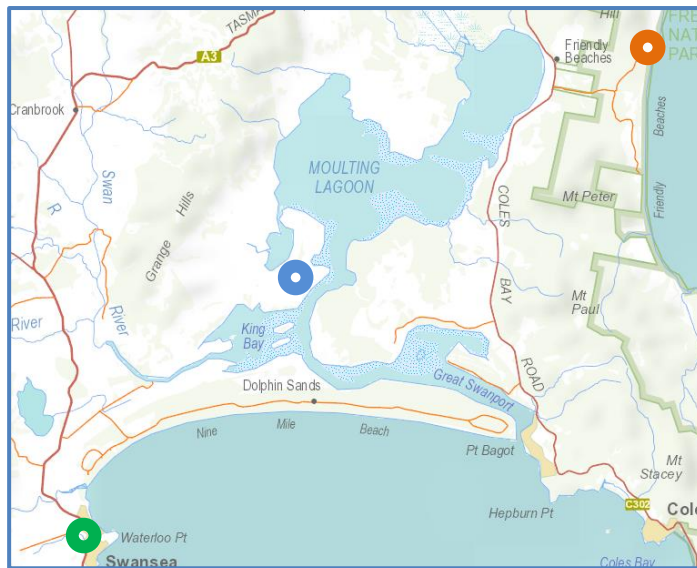 TASMA
Hill
FRE
NAT
PAR
A3
Friendly
Beaches
Cranbrook
MOULTING
LAGOON
Swan
Beaches
COLES
Mt Peter
Hills
R
Friendly
Grange
BAY
Mt
Paul
River
River
King
Bay
ROAD
Great Swanport
Dolphin Sands
Nine
Mile
Beach
Pt Bagot
Mt
Stacey
C302
Hepburn Pt
Cole
Waterloo Pt
Swansea
Coles Bay